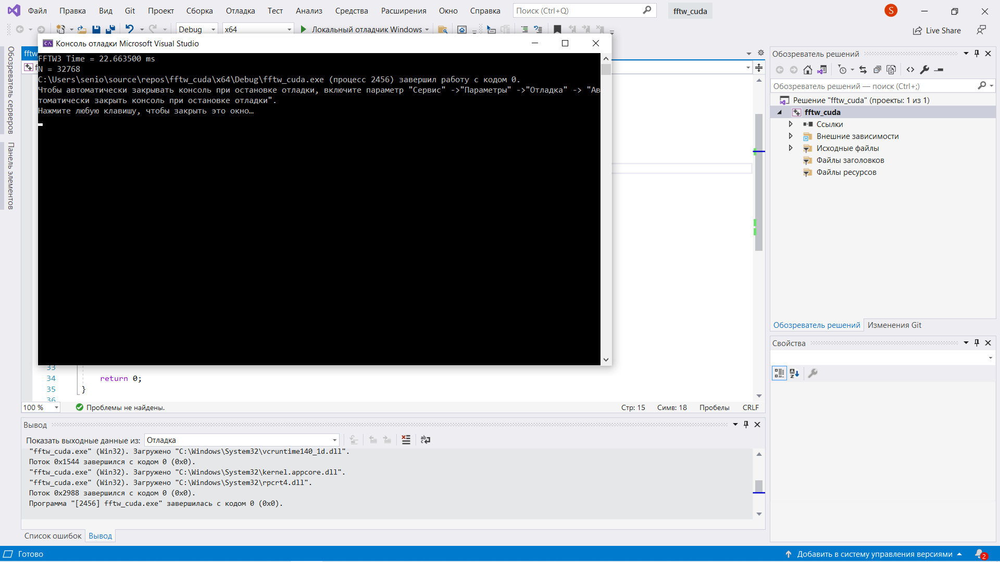 Файл Правка Вид Git Проект Сборка Отладка Тест Анализ Средства Расширения Окно Справка Поиск (Ctrl+Q) fftw_cuda S
Debug x64 Локальный отладчик Windows Live Share
Обозреватель серверов
Панель элементов
fftw
Консоль отладки Microsoft Visual Studio
FFTW3 Time = 22.663500 ms
N = 32768
C:\Users\senio\source\repos\fftw_cuda\x64\Debug\fftw_cuda.exe (процесс 2456) завершил работу с кодом 0.
Чтобы автоматически закрывать консоль при остановке отладки, включите параметр "Сервис" ->"Параметры" ->"Отладка" -> "Ав
томатически закрыть консоль при остановке отладки".
Нажмите любую клавишу, чтобы закрыть это окно…
33
34 return 0;
35 }
36
100 % Проблемы не найдены. Стр: 15 Симв: 18 Пробелы CRLF
Вывод
Показать выходные данные из: Отладка
"fftw_cuda.exe" (Win32). Загружено "C:\Windows\System32\vcruntime140_1d.dll".
Поток 0x1544 завершился с кодом 0 (0x0).
"fftw_cuda.exe" (Win32). Загружено "C:\Windows\System32\kernel.appcore.dll".
"fftw_cuda.exe" (Win32). Загружено "C:\Windows\System32\rpcrt4.dll".
Поток 0x2988 завершился с кодом 0 (0x0).
Программа "[2456] fftw_cuda.exe" завершилась с кодом 0 (0x0).
Список ошибок Вывод
Обозреватель решений
Обозреватель решений — поиск (Ctrl+;)
Решение "fftw_cuda" (проекты: 1 из 1)
fftw_cuda
Ссылки
Внешние зависимости
Исходные файлы
Файлы заголовков
Файлы ресурсов
Обозреватель решений Изменения Git
Свойства
Готово Добавить в систему управления версиями 2